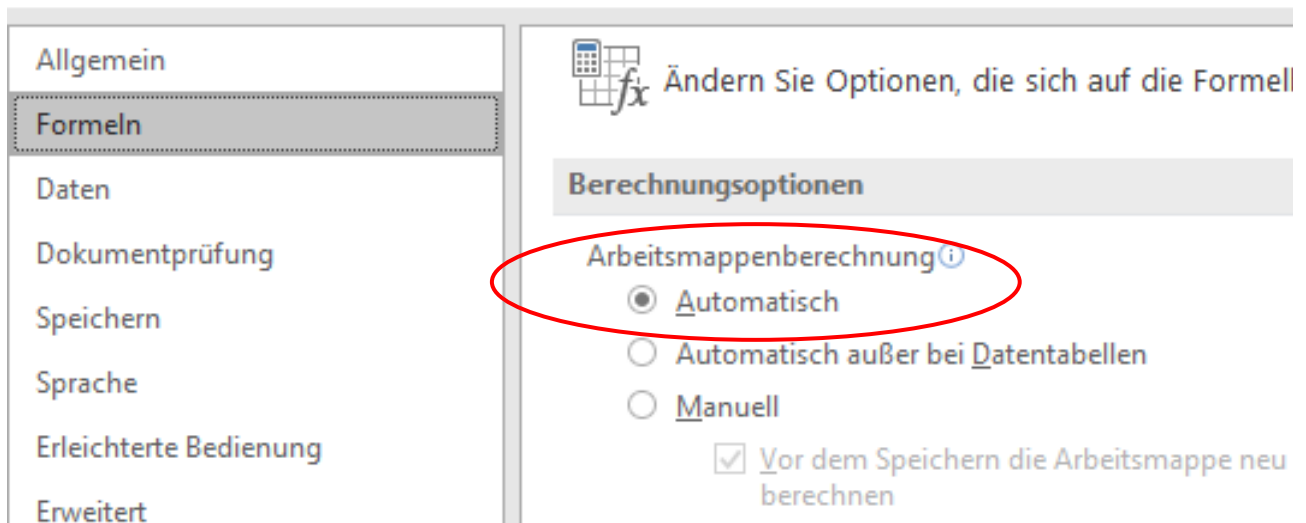 Allgemein
Formeln
Daten
Dokumentprüfung
Speichern
Sprache
Erleichterte Bedienung
Erweitert
fx
Ändern Sie Optionen, die sich auf die Formell
Berechnungsoptionen
Arbeitsmappenberechnung
Automatisch
Automatisch außer bei Datentabellen
Manuell
Vor dem Speichern die Arbeitsmappe neu
berechnen